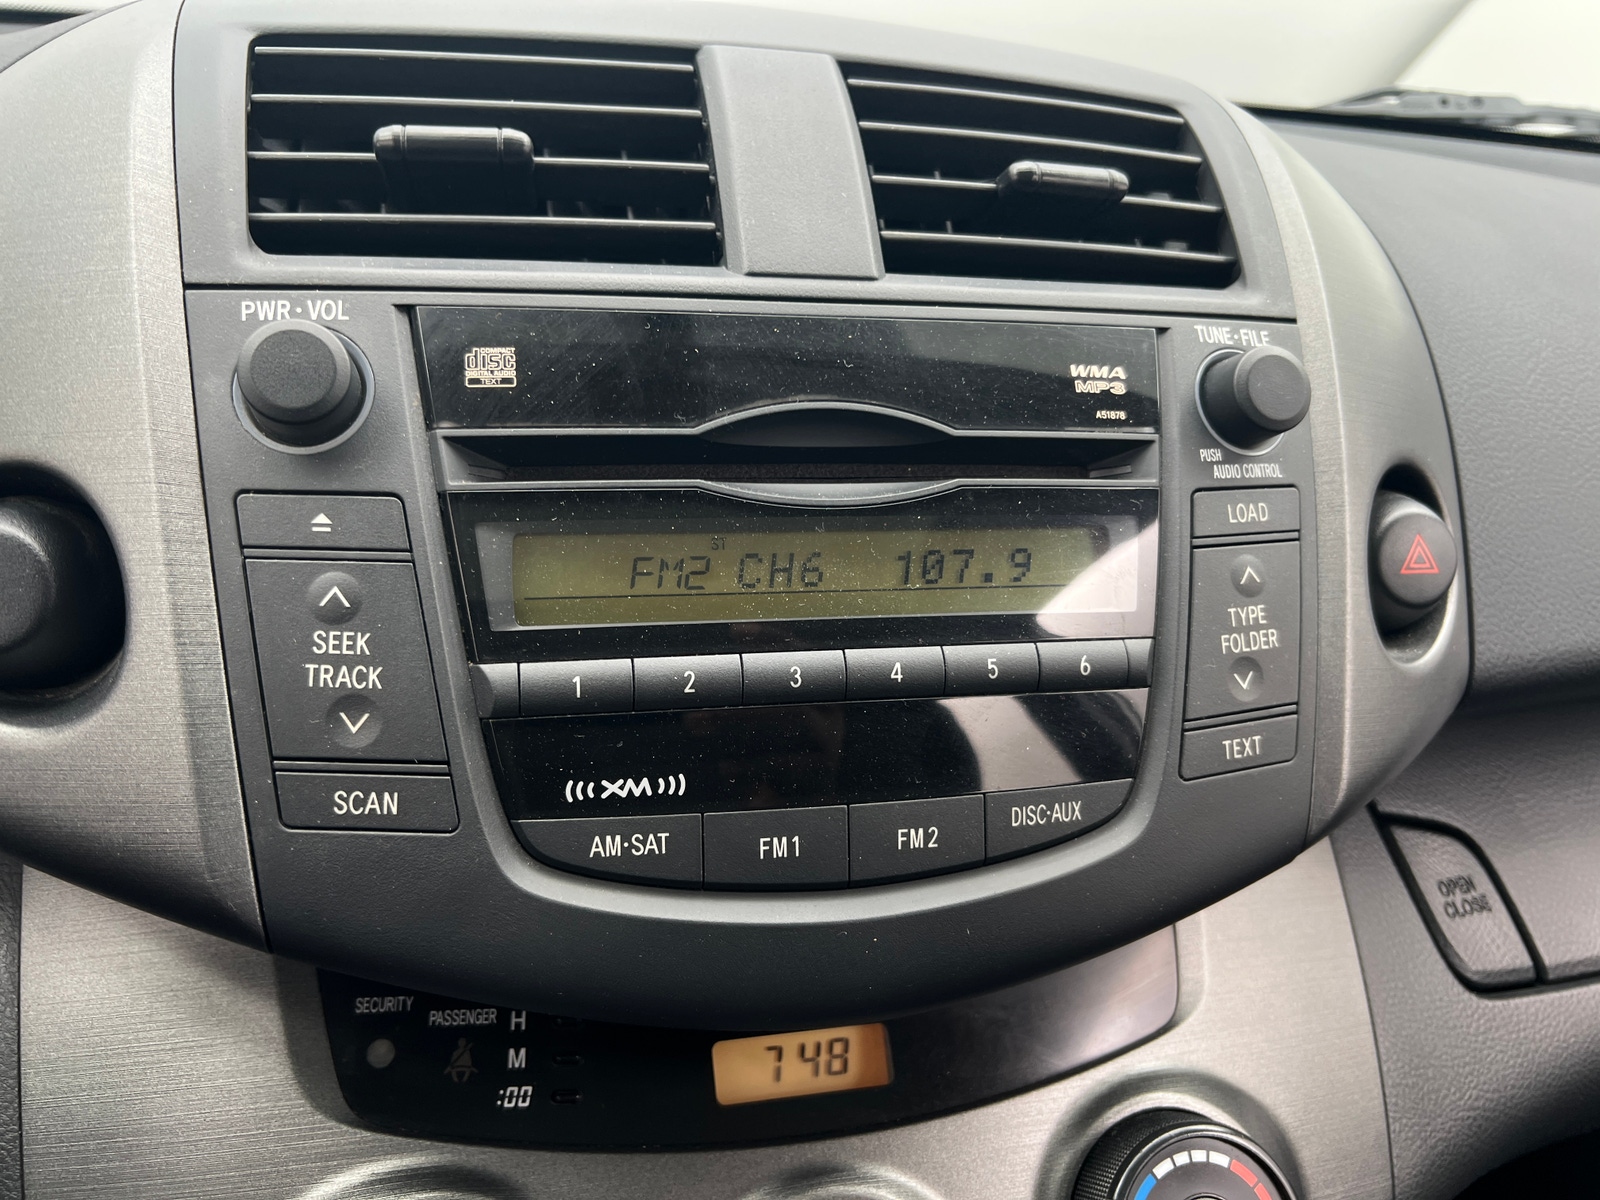 PWR•VOL
COMPACT
disc
DIGITAL AUDIO
TEXT
WMA
MP3
A51878
TUNE•FILE
PUSH
AUDIO CONTROL
LOAD
ST
FM2 CH6 107.9
SEEK
TRACK
TYPE
FOLDER
1 2 3 4 5 6
TEXT
SCAN
XM
AM•SAT FM1 FM2 DISC•AUX
OPEN
CLOSE
SECURITY
PASSENGER
H
M
:00
7 48